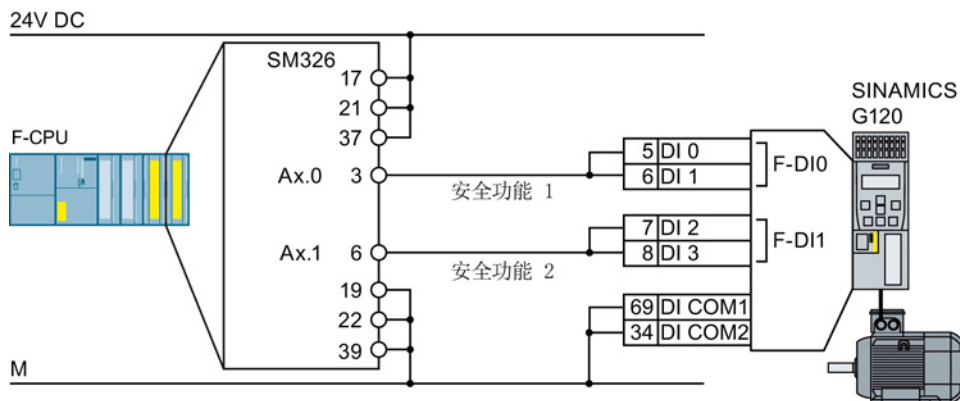 24V DC
SM326
17
21
37
SINAMICS
G120
F-CPU
5 DI 0
6 DI 1
F-DI0
Ax.0 3
安全功能 1
7 DI 2
8 DI 3
F-DI1
Ax.1 6
安全功能 2
19
22
39
69 DI COM1
34 DI COM2
M